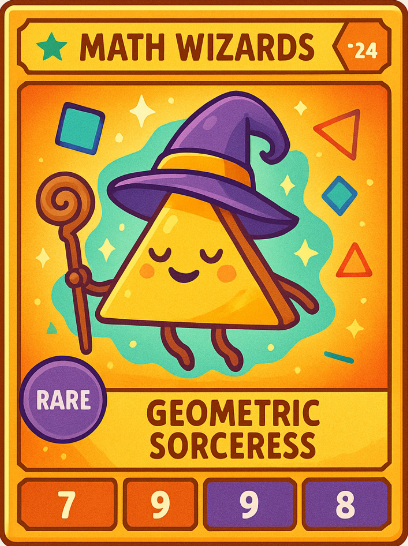 MATH WIZARDS
'24
RARE
GEOMETRIC
SORCERESS
7 9 9 8